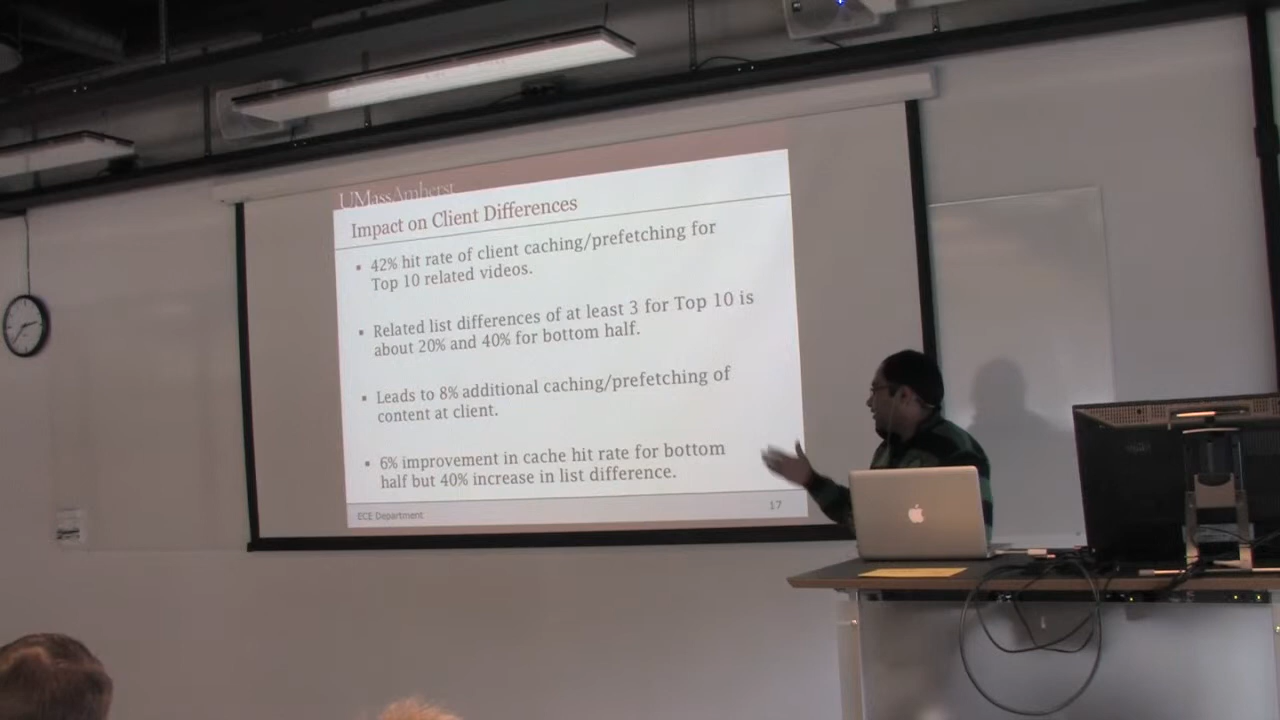 UMassAmherst
Impact on Client Differences
▪ 42% hit rate of client caching/prefetching for
Top 10 related videos.
▪ Related list differences of at least 3 for Top 10 is
about 20% and 40% for bottom half.
▪ Leads to 8% additional caching/prefetching of
content at client.
▪ 6% improvement in cache hit rate for bottom
half but 40% increase in list difference.
ECE Department
17